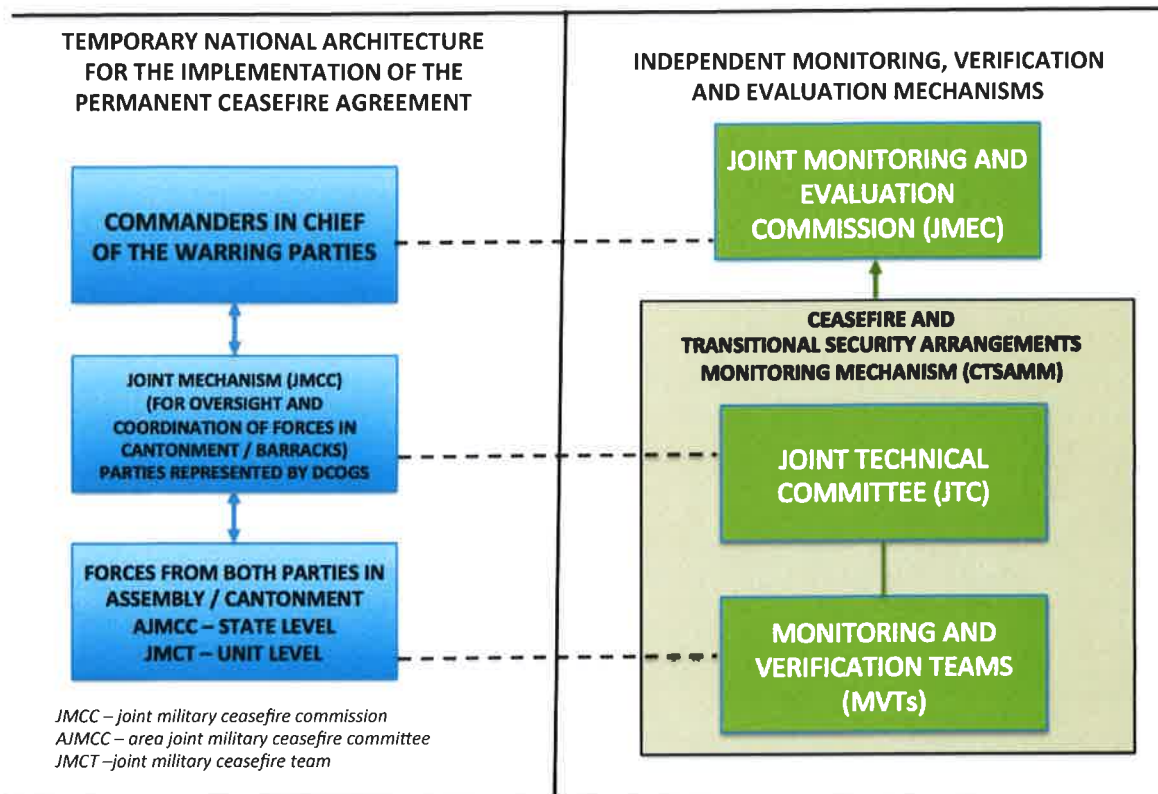 TEMPORARY NATIONAL ARCHITECTURE
FOR THE IMPLEMENTATION OF THE
PERMANENT CEASEFIRE AGREEMENT
COMMANDERS IN CHIEF
OF THE WARRING PARTIES
JOINT MECHANISM (JMCC)
(FOR OVERSIGHT AND
COORDINATION OF FORCES IN
CANTONMENT / BARRACKS)
PARTIES REPRESENTED BY DCOGS
FORCES FROM BOTH PARTIES IN
ASSEMBLY / CANTONMENT
AJMCC – STATE LEVEL
JMCT – UNIT LEVEL
JMCC – joint military ceasefire commission
AJMCC – area joint military ceasefire committee
JMCT –joint military ceasefire team
INDEPENDENT MONITORING, VERIFICATION
AND EVALUATION MECHANISMS
JOINT MONITORING AND
EVALUATION
COMMISSION (JMEC)
CEASEFIRE AND
TRANSITIONAL SECURITY ARRANGEMENTS
MONITORING MECHANISM (CTSAMM)
JOINT TECHNICAL
COMMITTEE (JTC)
MONITORING AND
VERIFICATION TEAMS
(MVTs)